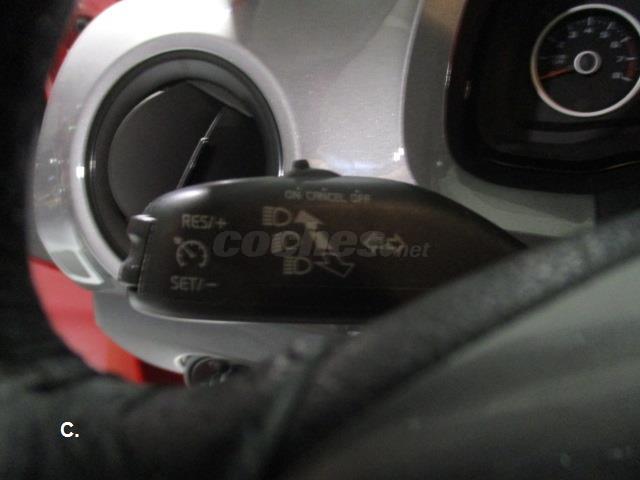 ON CANCEL OFF
RES/+
SET/-
coches.net
C.